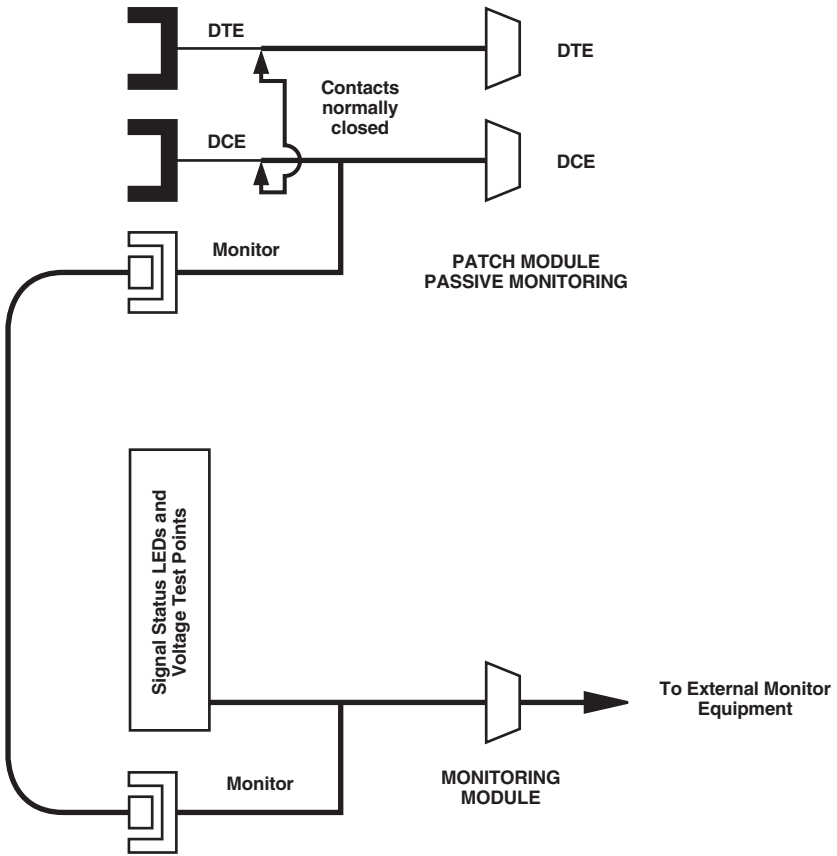 DTE
DTE
Contacts
normally
closed
DCE
DCE
Monitor
PATCH MODULE
PASSIVE MONITORING
Signal Status LEDs and
Voltage Test Points
To External Monitor
Equipment
Monitor
MONITORING
MODULE